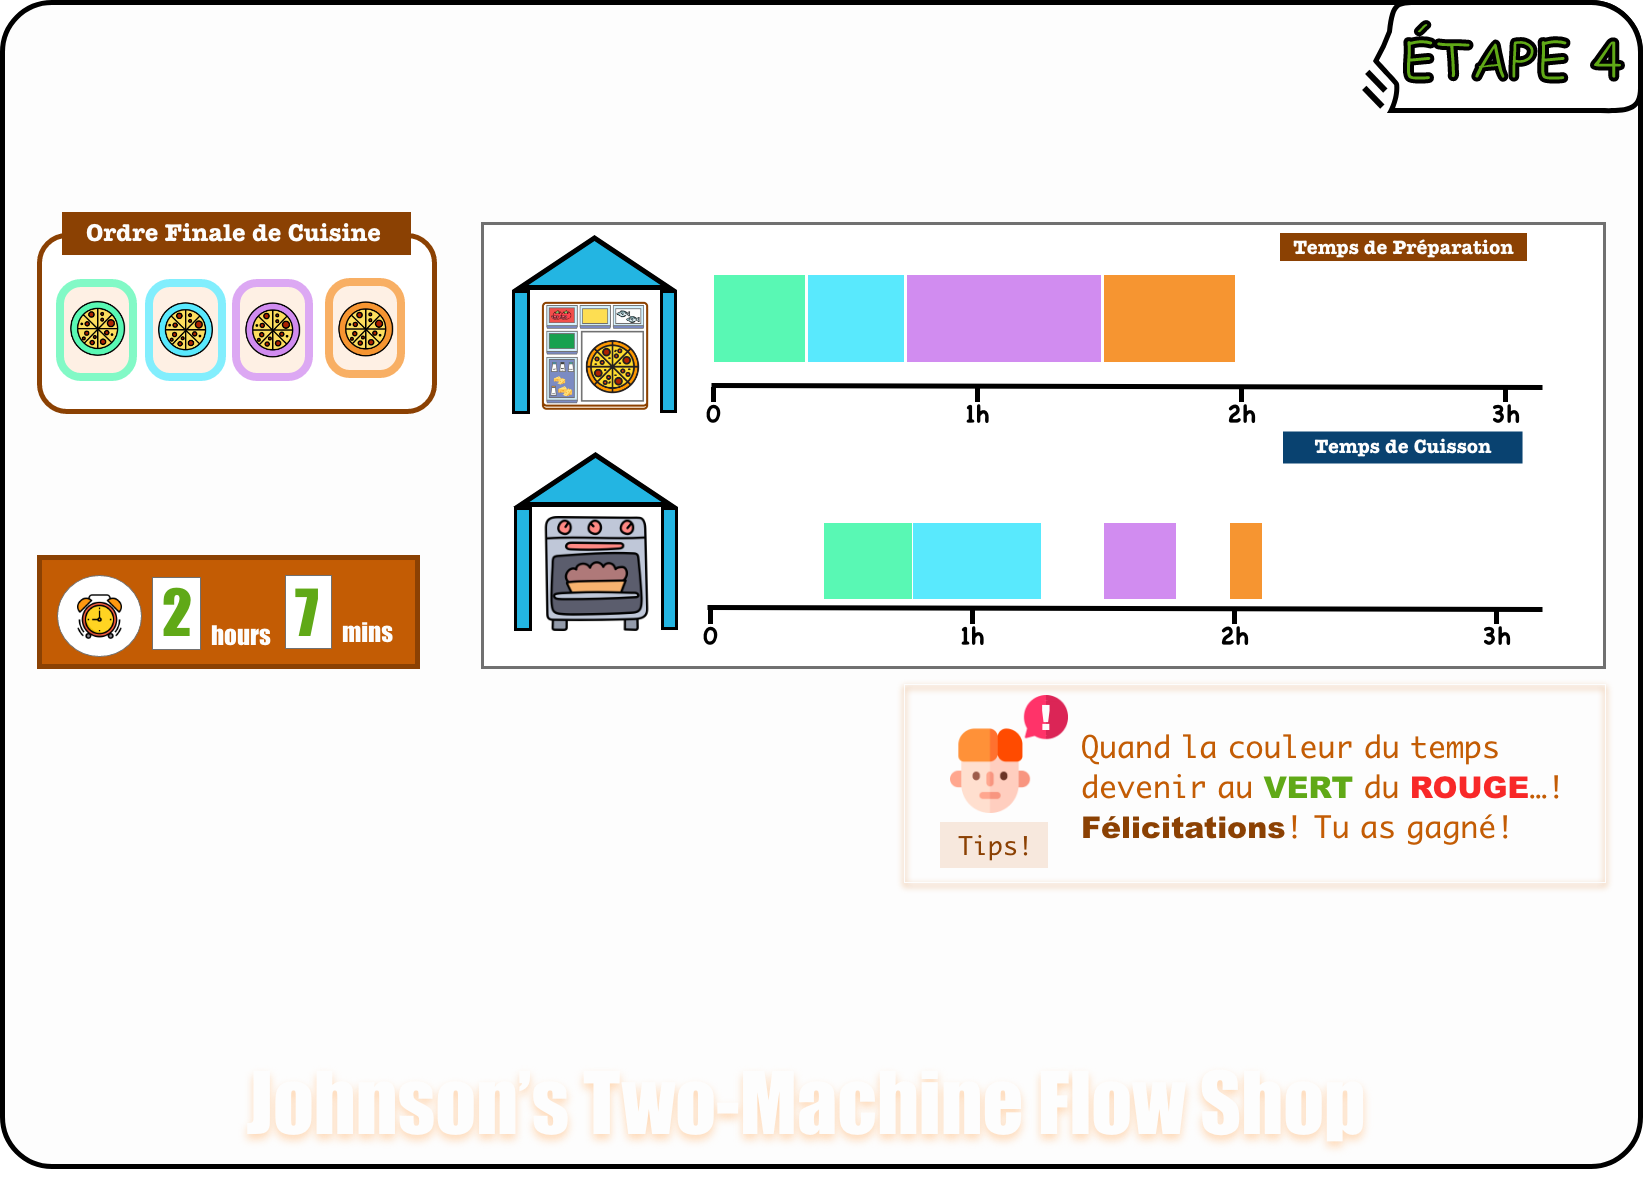 ÉTAPE 4
Ordre Finale de Cuisine
Temps de Préparation
0 1h 2h 3h
Temps de Cuisson
0 1h 2h 3h
2 hours 7 mins
Quand la couleur du temps
devenir au VERT du ROUGE...!
Félicitations! Tu as gagné!
Tips!
Johnson's Two-Machine Flow Shop